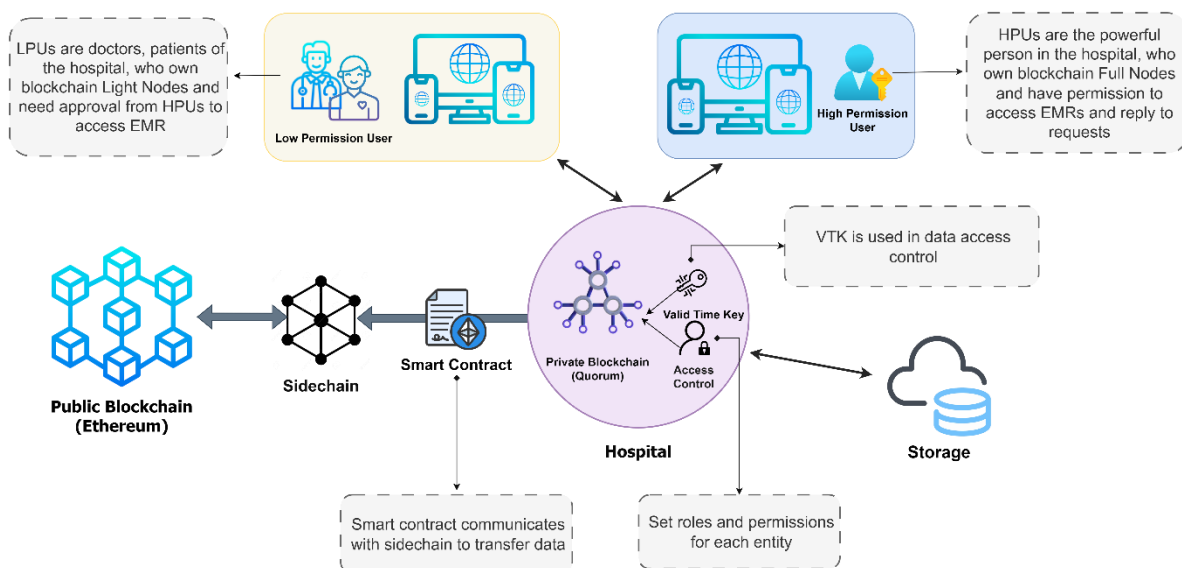 LPUs are doctors, patients of
the hospital, who own
blockchain Light Nodes and
need approval from HPUs to
access EMR
Low Permission User
High Permission
User
HPUs are the powerful
person in the hospital, who
own blockchain Full Nodes
and have permission to
access EMRs and reply to
requests
VTK is used in data access
control
Valid Time Key
Private Blockchain
(Quorum)
Access
Control
Smart Contract
Sidechain
Public Blockchain
(Ethereum)
Hospital
Storage
Smart contract communicates
with sidechain to transfer data
Set roles and permissions
for each entity